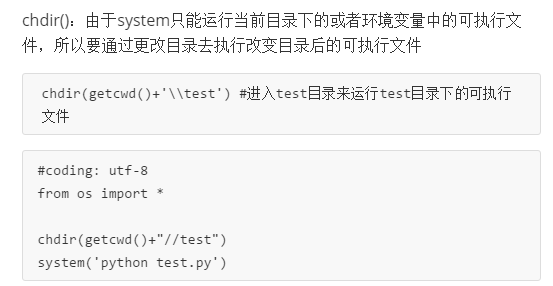 chdir()：由于system只能运行当前目录下的或者环境变量中的可执行文
件，所以要通过更改目录去执行改变目录后的可执行文件
chdir(getcwd()+'\\test') #进入test目录来运行test目录下的可执行
文件
#coding: utf-8
from os import *
chdir(getcwd()+"//test")
system('python test.py')